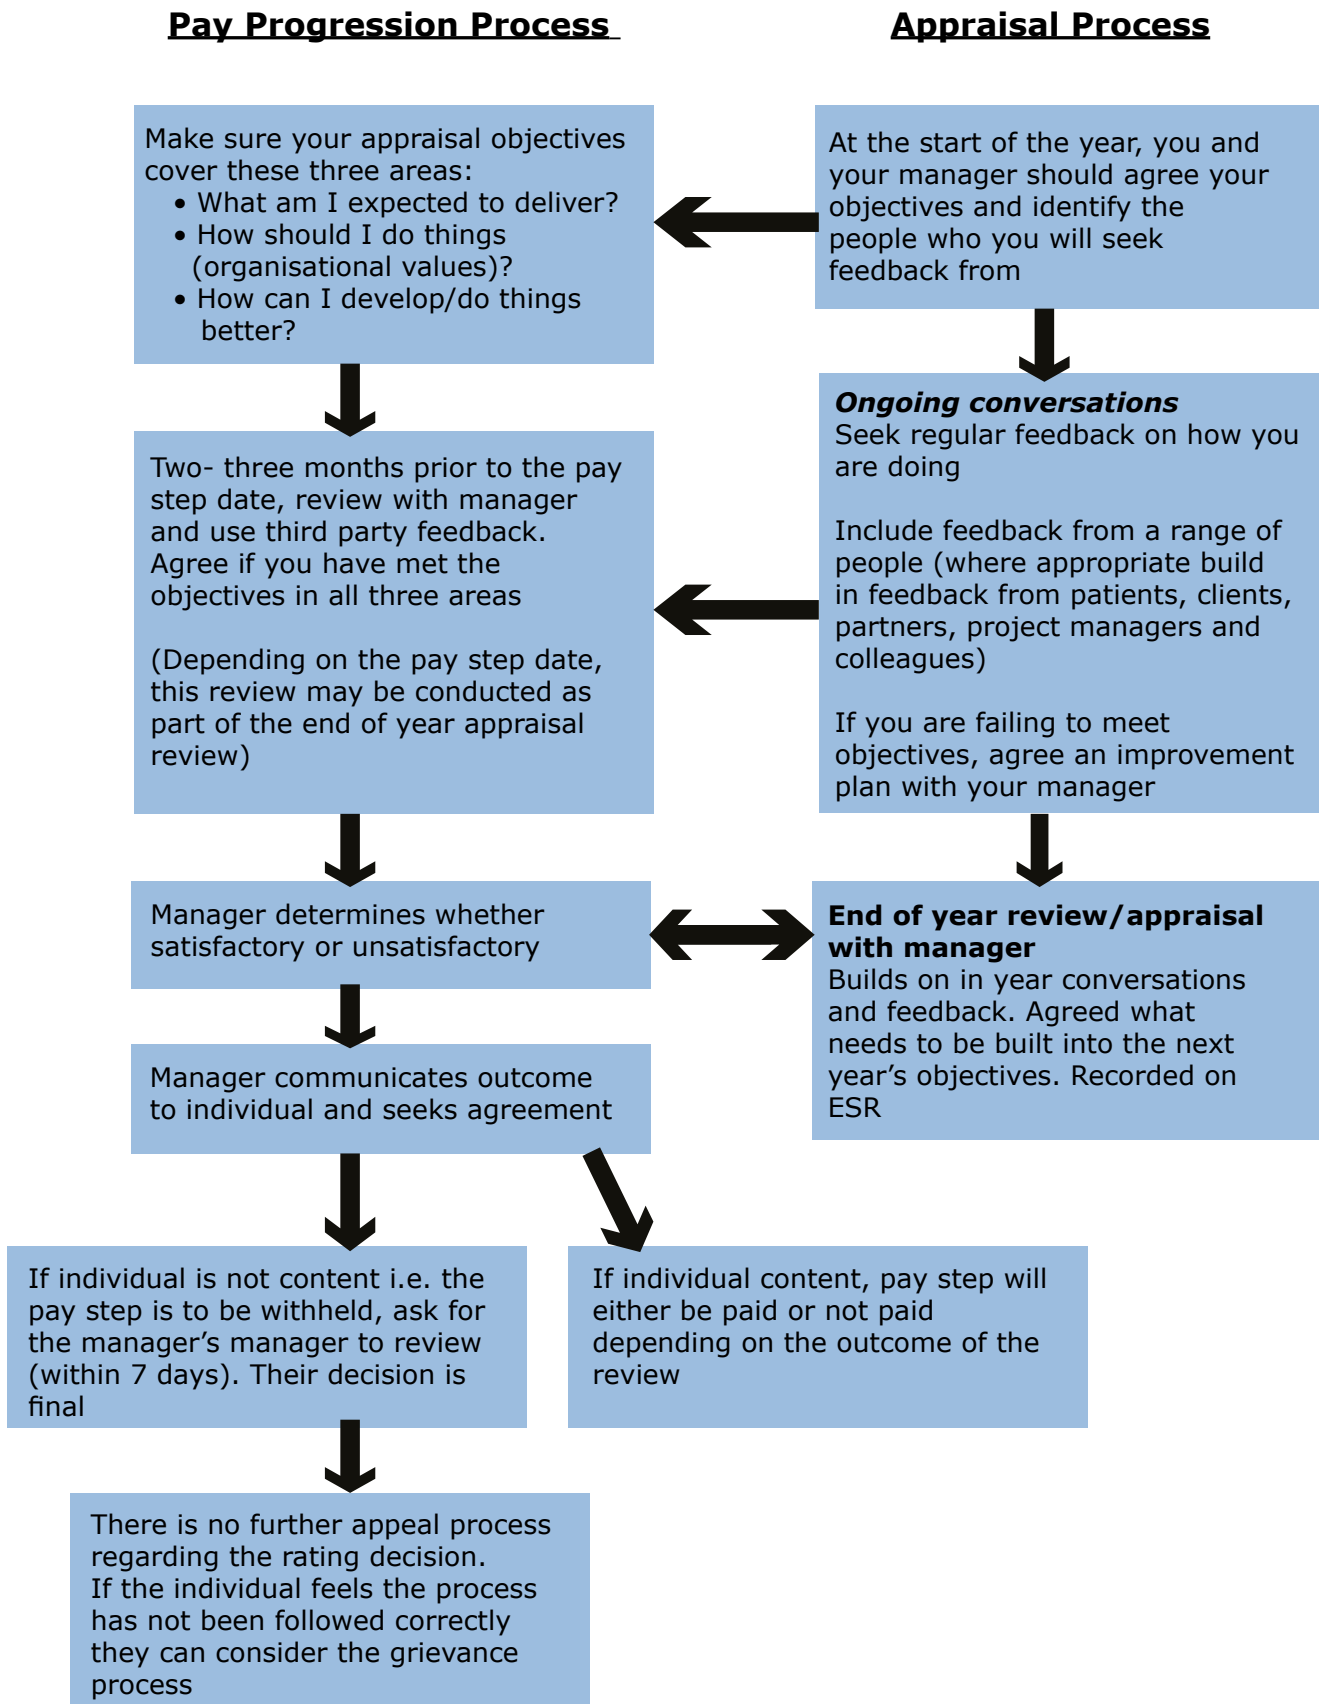 Pay Progression Process
Appraisal Process
Make sure your appraisal objectives
cover these three areas:
• What am I expected to deliver?
• How should I do things
(organisational values)?
• How can I develop/do things
better?
At the start of the year, you and
your manager should agree your
objectives and identify the
people who you will seek
feedback from
Two- three months prior to the pay
step date, review with manager
and use third party feedback.
Agree if you have met the
objectives in all three areas
(Depending on the pay step date,
this review may be conducted as
part of the end of year appraisal
review)
Ongoing conversations
Seek regular feedback on how you
are doing
Include feedback from a range of
people (where appropriate build
in feedback from patients, clients,
partners, project managers and
colleagues)
If you are failing to meet
objectives, agree an improvement
plan with your manager
Manager determines whether
satisfactory or unsatisfactory
End of year review/appraisal
with manager
Builds on in year conversations
and feedback. Agreed what
needs to be built into the next
year's objectives. Recorded on
ESR
Manager communicates outcome
to individual and seeks agreement
If individual is not content i.e. the
pay step is to be withheld, ask for
the manager's manager to review
(within 7 days). Their decision is
final
If individual content, pay step will
either be paid or not paid
depending on the outcome of the
review
There is no further appeal process
regarding the rating decision.
If the individual feels the process
has not been followed correctly
they can consider the grievance
process